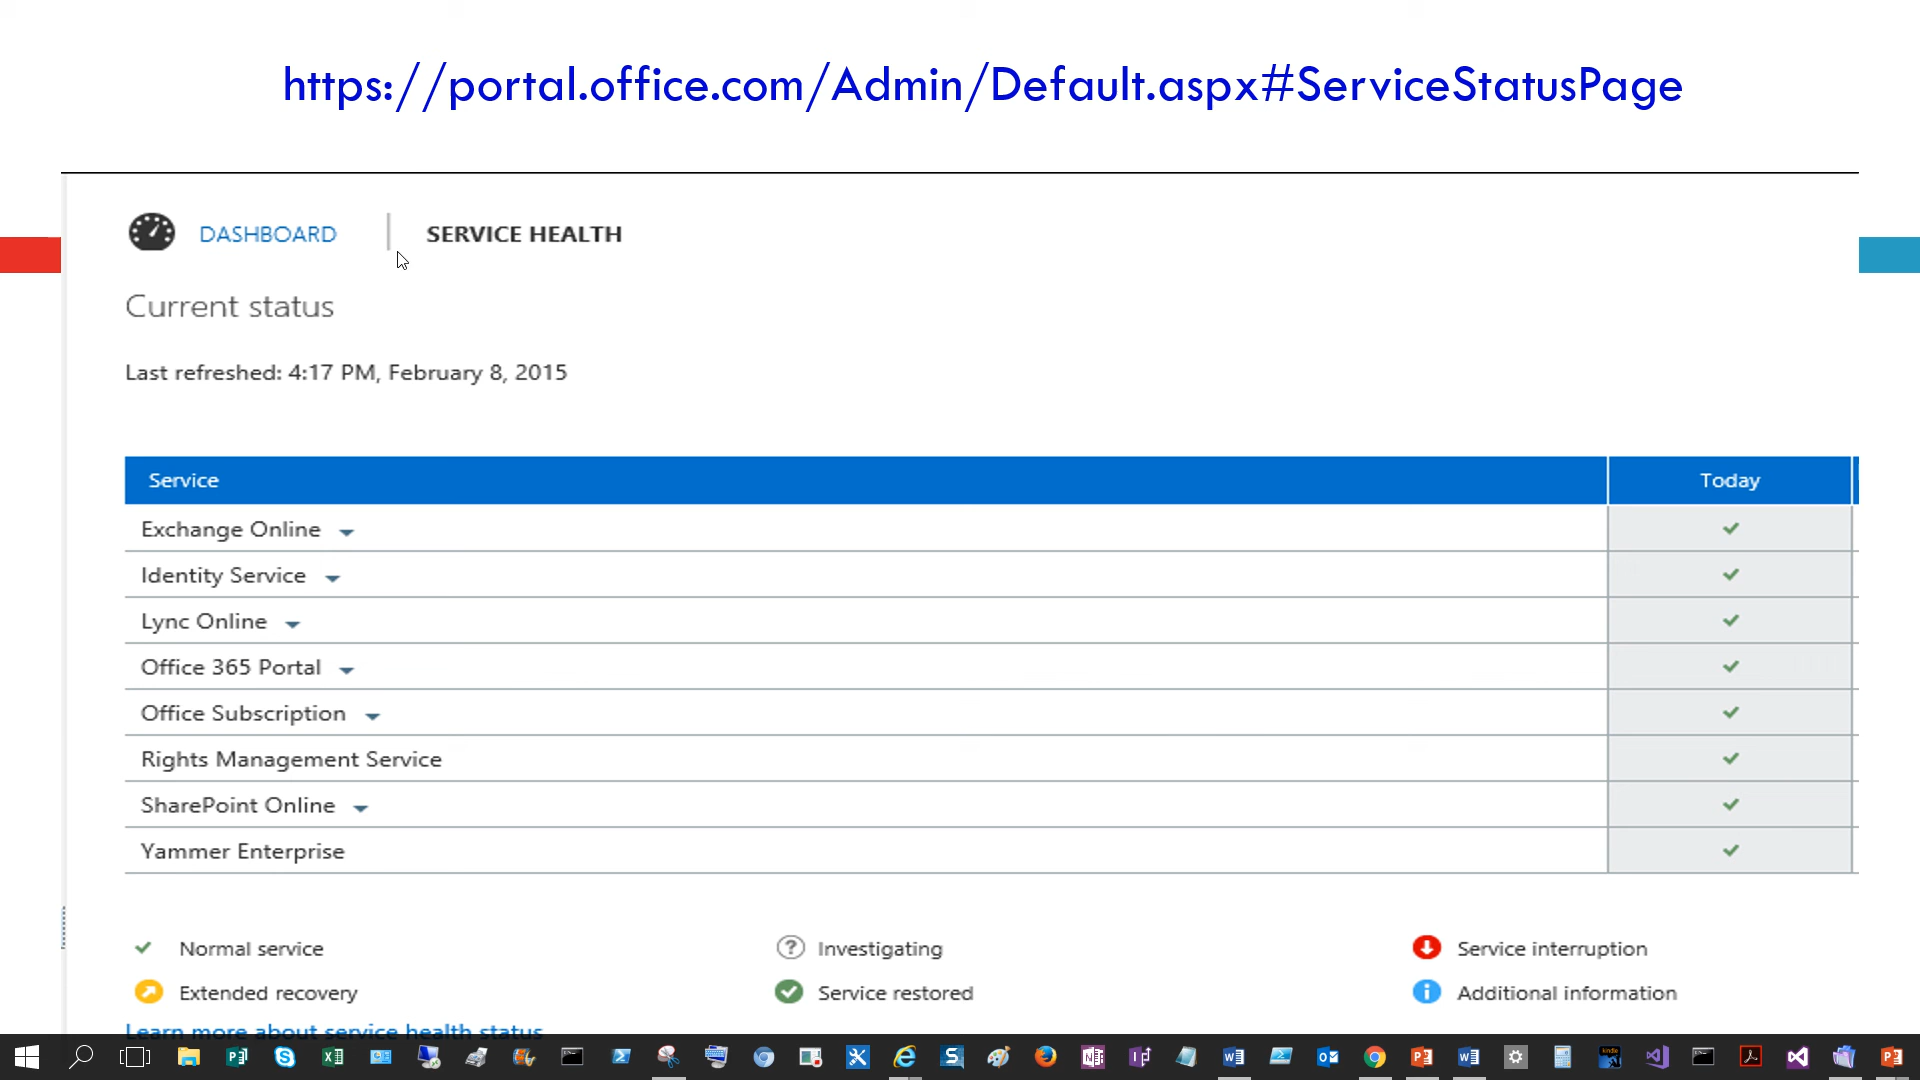 https://portal.office.com/Admin/Default.aspx#ServiceStatusPage
DASHBOARD SERVICE HEALTH
Current status
Last refreshed: 4:17 PM, February 8, 2015
Service Today
Exchange Online
Identity Service
Lync Online
Office 365 Portal
Office Subscription
Rights Management Service
SharePoint Online
Yammer Enterprise
Normal service Investigating Service interruption
Extended recovery Service restored Additional information
Learn more about service health status